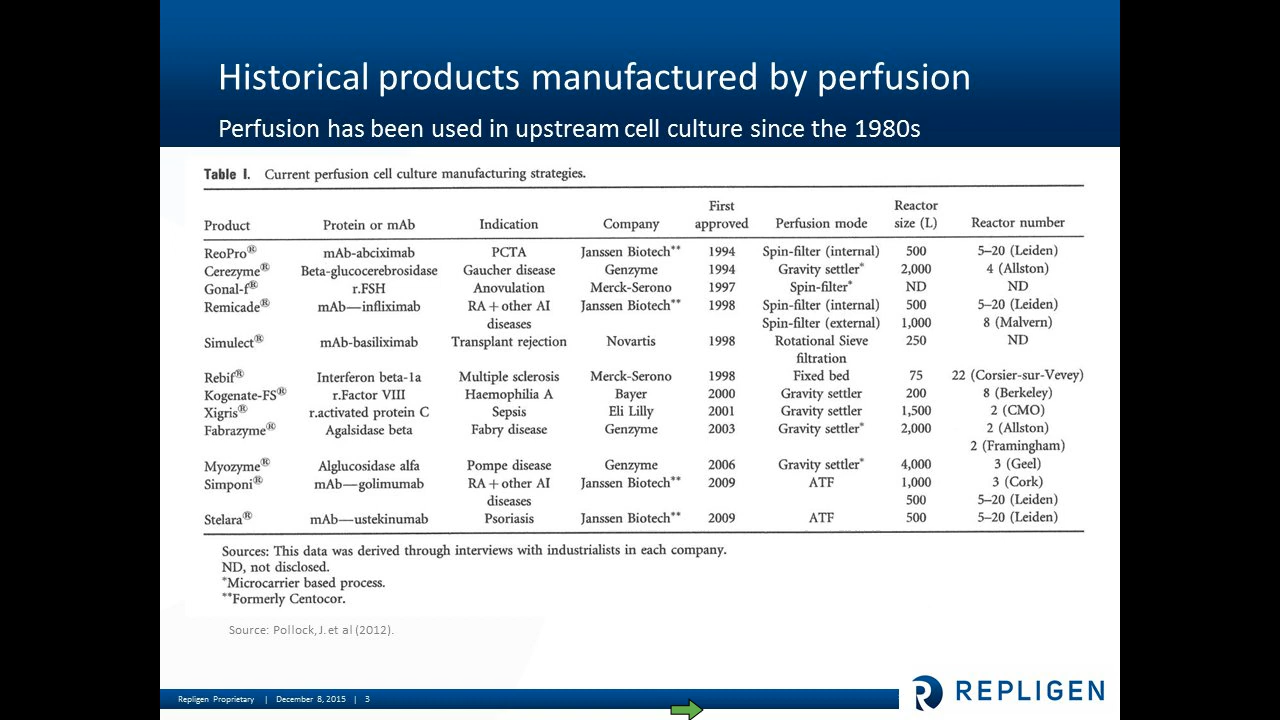 Historical products manufactured by perfusion
Perfusion has been used in upstream cell culture since the 1980s
Table I. Current perfusion cell culture manufacturing strategies.
Product Protein or mAb Indication Company First approved Perfusion mode Reactor size (L) Reactor number
ReoPro® mAb-abciximab PCTA Janssen Biotech** 1994 Spin-filter (internal) 500 5–20 (Leiden)
Cerezyme® Beta-glucocerebrosidase Gaucher disease Genzyme 1994 Gravity settler* 2,000 4 (Allston)
Gonal-f® r.FSH Anovulation Merck-Serono 1997 Spin-filter* ND ND
Remicade® mAb—infliximab RA + other AI Janssen Biotech** 1998 Spin-filter (internal) 500 5–20 (Leiden)
diseases Spin-filter (external) 1,000 8 (Malvern)
Simulect® mAb-basiliximab Transplant rejection Novartis 1998 Rotational Sieve 250 ND
filtration
Rebif® Interferon beta-1a Multiple sclerosis Merck-Serono 1998 Fixed bed 75 22 (Corsier-sur-Vevey)
Kogenate-FS® r.Factor VIII Haemophilia A Bayer 2000 Gravity settler 200 8 (Berkeley)
Xigris® r.activated protein C Sepsis Eli Lilly 2001 Gravity settler 1,500 2 (CMO)
Fabrazyme® Agalsidase beta Fabry disease Genzyme 2003 Gravity settler* 2,000 2 (Allston)
2 (Framingham)
Myozyme® Alglucosidase alfa Pompe disease Genzyme 2006 Gravity settler* 4,000 3 (Geel)
Simponi® mAb—golimumab RA + other AI Janssen Biotech** 2009 ATF 1,000 3 (Cork)
diseases 500 5–20 (Leiden)
Stelara® mAb—ustekinumab Psoriasis Janssen Biotech** 2009 ATF 500 5–20 (Leiden)
Sources: This data was derived through interviews with industrialists in each company.
ND, not disclosed.
*Microcarrier based process.
**Formerly Centocor.
Source: Pollock, J. et al (2012).
Repligen Proprietary | December 8, 2015 | 3
REPLIGEN